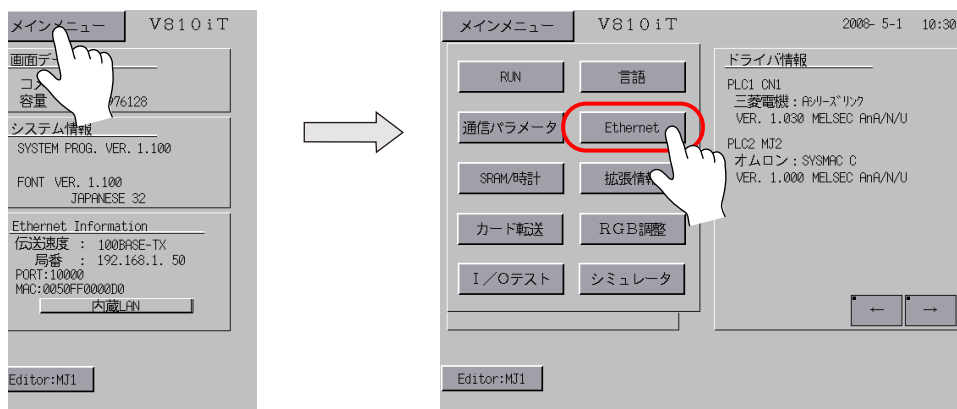 メインメニュー V810iT
画面デ
コメ
容量 976128
システム情報
SYSTEM PROG. VER. 1.100
FONT VER. 1.100
JAPANESE 32
Ethernet Information
伝送速度 : 100BASE-TX
局番 : 192.168.1. 50
PORT:10000
MAC:0050FF0000D0
内蔵LAN
Editor:MJ1
メインメニュー V810iT 2008- 5-1 10:30
RUN 言語
通信パラメータ Ethernet
SRAM/時計 拡張情報
カード転送 RGB調整
I/Oテスト シミュレータ
ドライバ情報
PLC1 CN1
三菱電機:Aシリーズリンク
VER. 1.030 MELSEC AnA/N/U
PLC2 MJ2
オムロン:SYSMAC C
VER. 1.000 MELSEC AnA/N/U
← →
Editor:MJ1